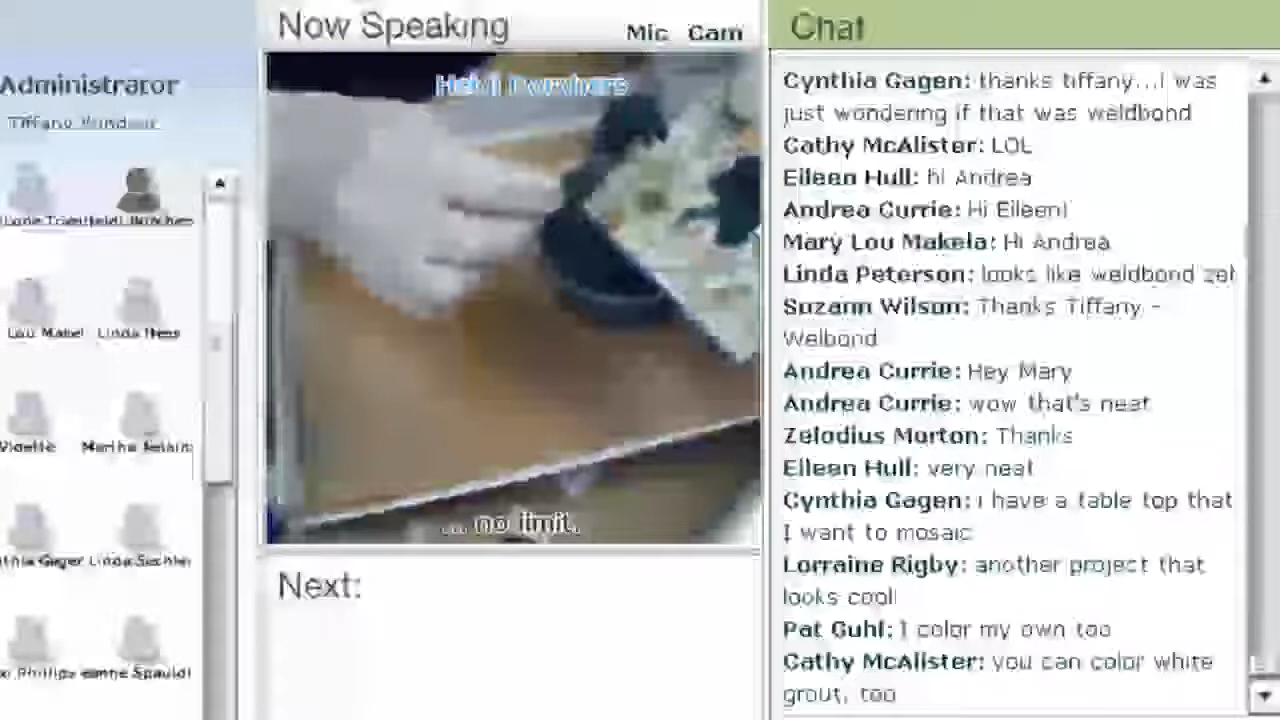 Administrator
Now Speaking
Mic Cam
... no limit.
Next:
Chat
Cynthia Gagen: thanks tiffany...I was
just wondering if that was weldbond
Cathy McAlister: LOL
Eileen Hull: hi Andrea
Andrea Currie: Hi Eileen!
Mary Lou Makela: Hi Andrea
Linda Peterson: looks like weldbond
Suzann Wilson: Thanks Tiffany -
Welbond
Andrea Currie: Hey Mary
Andrea Currie: wow that's neat
Zelodius Morton: Thanks
Eileen Hull: very neat
Cynthia Gagen: i have a table top that
I want to mosaic
Lorraine Rigby: another project that
looks cool
Pat Guhl: I color my own too
Cathy McAlister: you can color white
grout, too